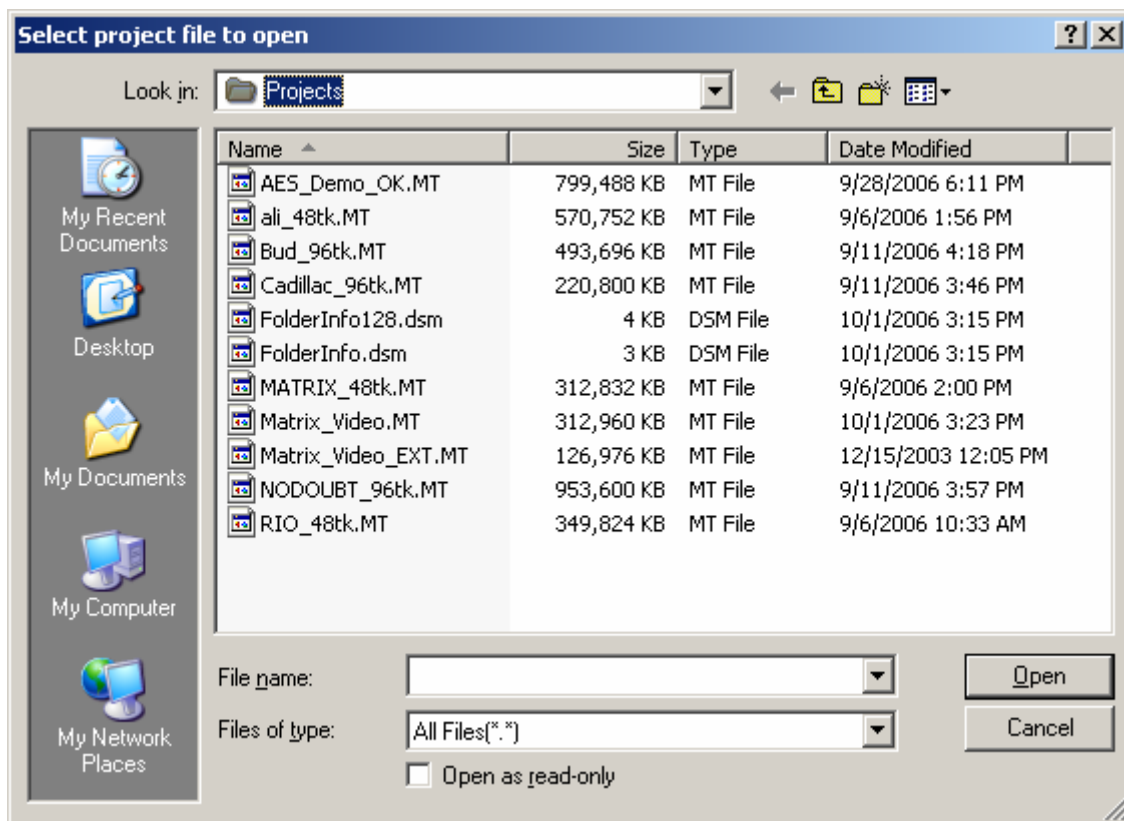 Select project file to open
Look in: Projects
Name Size Type Date Modified
AES_Demo_OK.MT 799,488 KB MT File 9/28/2006 6:11 PM
ali_48tk.MT 570,752 KB MT File 9/6/2006 1:56 PM
Bud_96tk.MT 493,696 KB MT File 9/11/2006 4:18 PM
Cadillac_96tk.MT 220,800 KB MT File 9/11/2006 3:46 PM
FolderInfo128.dsm 4 KB DSM File 10/1/2006 3:15 PM
FolderInfo.dsm 3 KB DSM File 10/1/2006 3:15 PM
MATRIX_48tk.MT 312,832 KB MT File 9/6/2006 2:00 PM
Matrix_Video.MT 312,960 KB MT File 10/1/2006 3:23 PM
Matrix_Video_EXT.MT 126,976 KB MT File 12/15/2003 12:05 PM
NODOUBT_96tk.MT 953,600 KB MT File 9/11/2006 3:57 PM
RIO_48tk.MT 349,824 KB MT File 9/6/2006 10:33 AM
My Recent
Documents
Desktop
My Documents
My Computer
My Network
Places
File name: Open
Files of type: All Files(*.*) Cancel
Open as read-only